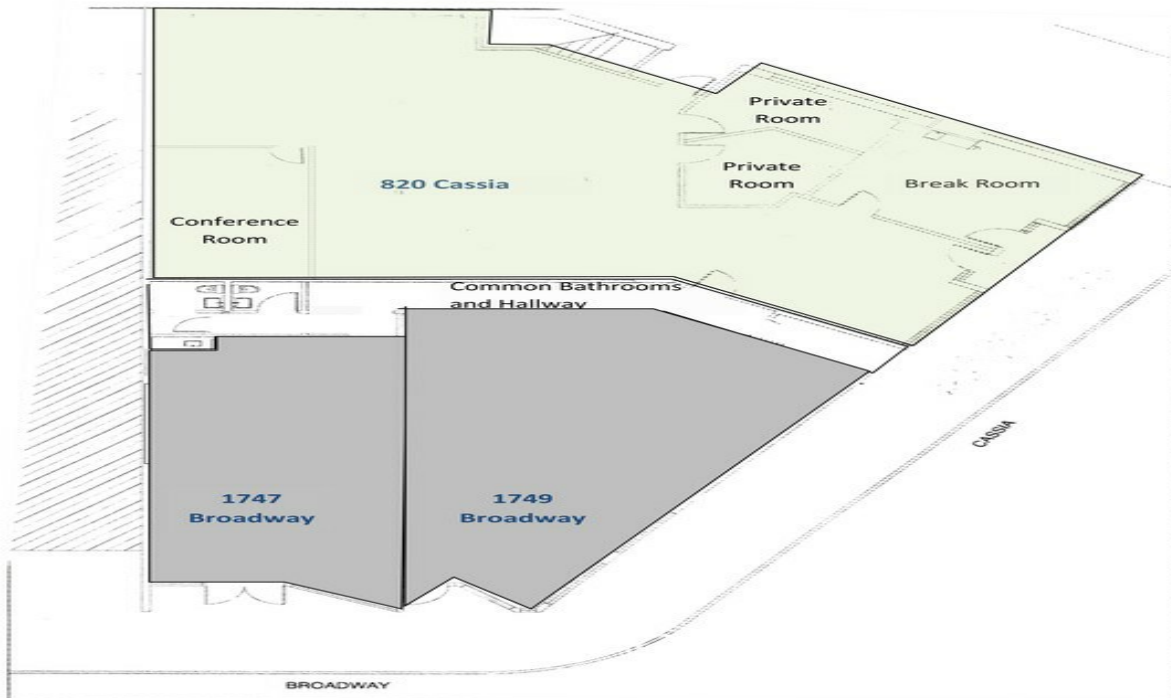 Private
Room
820 Cassia
Private
Room
Break Room
Conference
Room
Common Bathrooms
and Hallway
1747
Broadway
1749
Broadway
CASSIA
BROADWAY